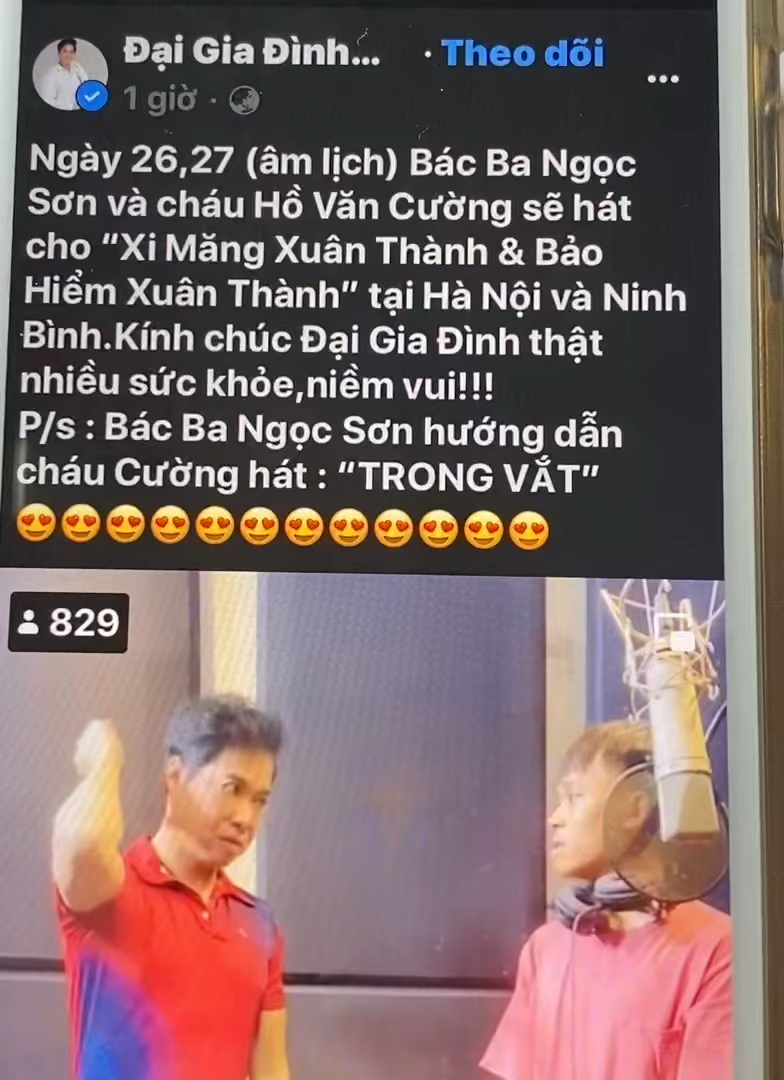 Đại Gia Đình... · Theo dõi
1 giờ ·
Ngày 26,27 (âm lịch) Bác Ba Ngọc
Sơn và cháu Hồ Văn Cường sẽ hát
cho “Xi Măng Xuân Thành & Bảo
Hiểm Xuân Thành” tại Hà Nội và Ninh
Bình.Kính chúc Đại Gia Đình thật
nhiều sức khỏe,niềm vui!!!
P/s : Bác Ba Ngọc Sơn hướng dẫn
cháu Cường hát : “TRONG VẮT”
829